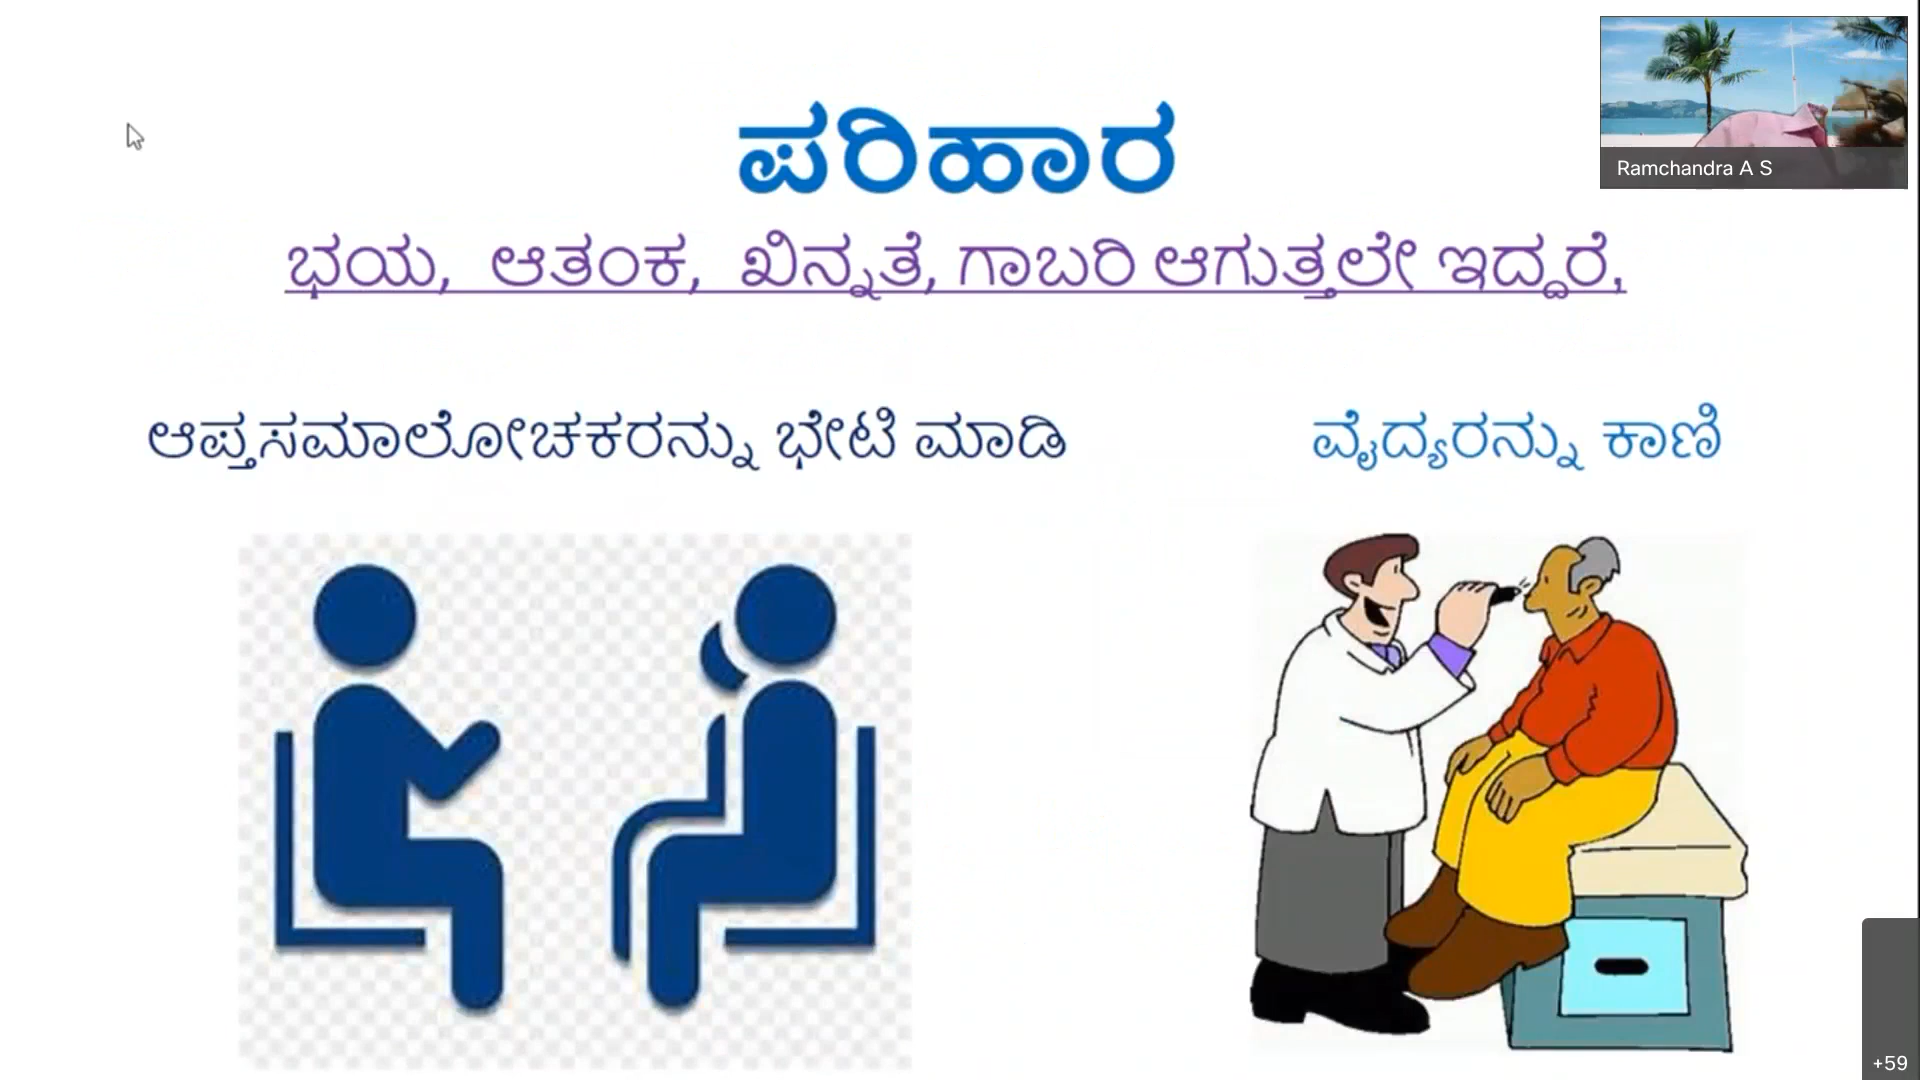 ಪರಿಹಾರ
ಭಯ, ಆತಂಕ, ಖಿನ್ನತೆ, ಗಾಬರಿ ಆಗುತ್ತಲೇ ಇದ್ದರೆ,
ಆಪ್ತಸಮಾಲೋಚಕರನ್ನು ಭೇಟಿ ಮಾಡಿ
ವೈದ್ಯರನ್ನು ಕಾಣಿ
Ramchandra A S
+59